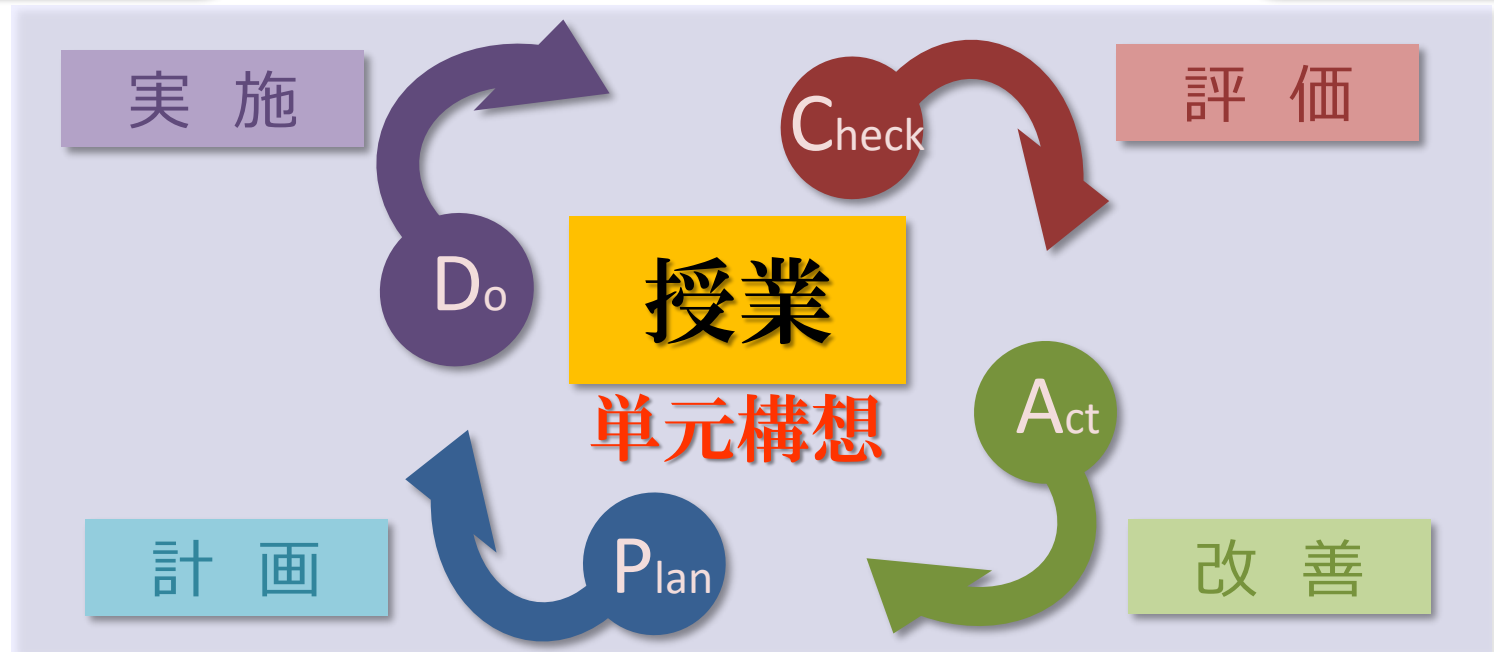 実 施
Check
評 価
Do
授業
単元構想
Act
計 画
Plan
改 善